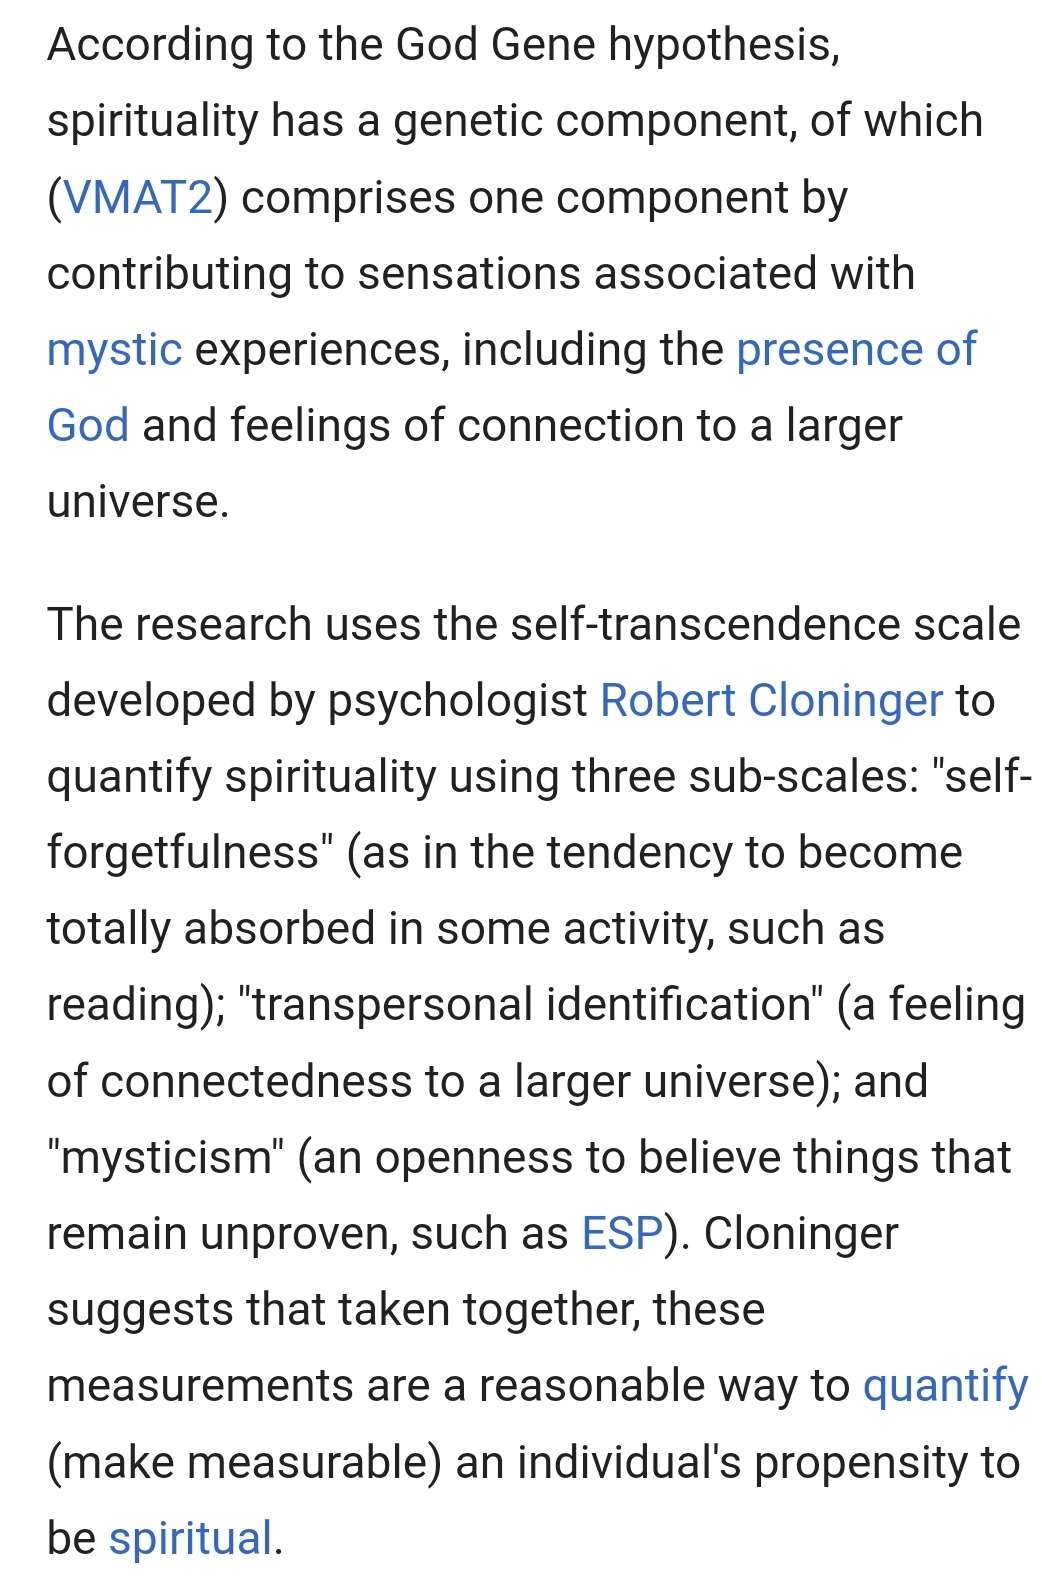 According to the God Gene hypothesis,
spirituality has a genetic component, of which
(VMAT2) comprises one component by
contributing to sensations associated with
mystic experiences, including the presence of
God and feelings of connection to a larger
universe.
The research uses the self-transcendence scale
developed by psychologist Robert Cloninger to
quantify spirituality using three sub-scales: "self-
forgetfulness" (as in the tendency to become
totally absorbed in some activity, such as
reading); "transpersonal identification" (a feeling
of connectedness to a larger universe); and
"mysticism" (an openness to believe things that
remain unproven, such as ESP). Cloninger
suggests that taken together, these
measurements are a reasonable way to quantify
(make measurable) an individual's propensity to
be spiritual.